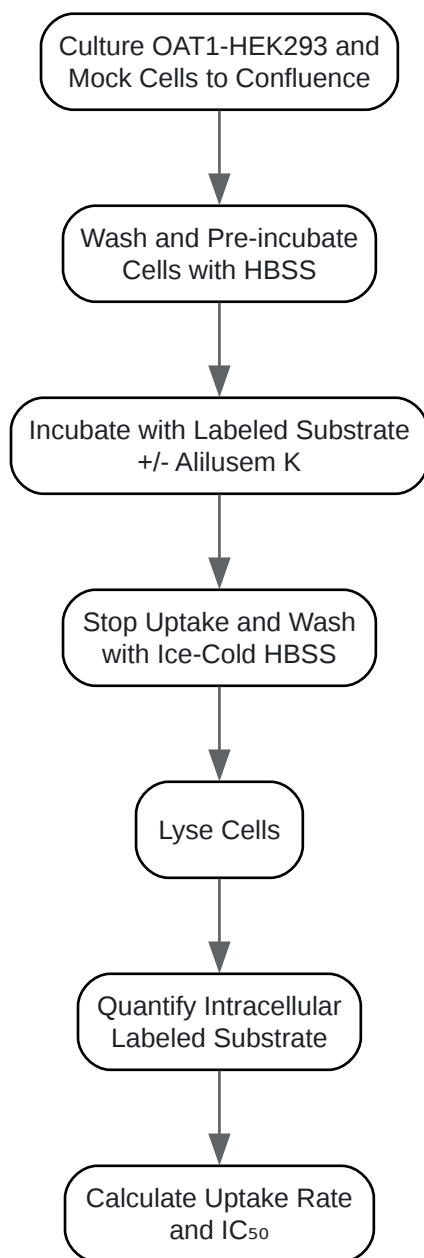 Culture OAT1-HEK293 and
Mock Cells to Confluence
Wash and Pre-incubate
Cells with HBSS
Incubate with Labeled Substrate
+/- Alilusem K
Stop Uptake and Wash
with Ice-Cold HBSS
Lyse Cells
Quantify Intracellular
Labeled Substrate
Calculate Uptake Rate
and IC₅₀